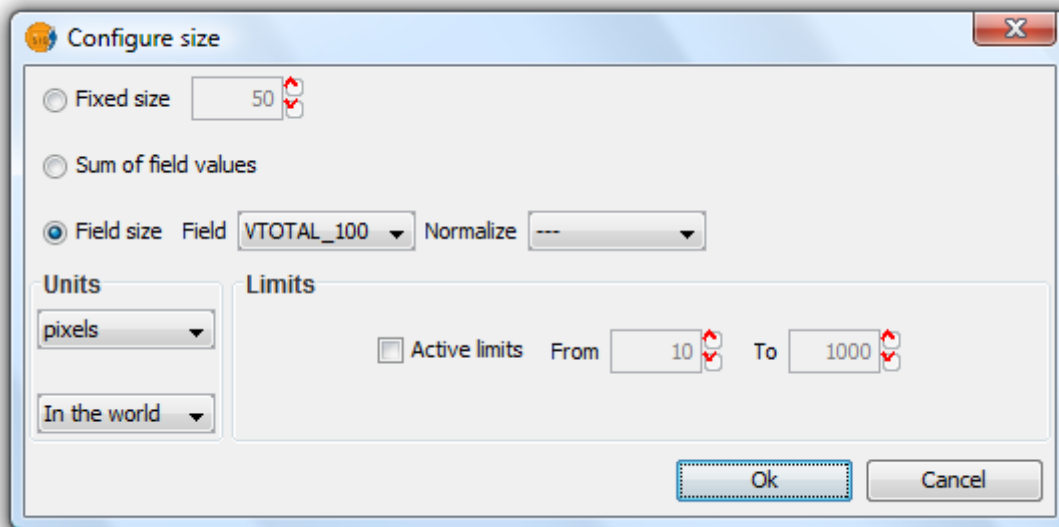 Configure size
Fixed size 50
Sum of field values
Field size Field VTOTAL_100 Normalize ---
Units Limits
pixels
Active limits From 10 To 1000
In the world
Ok Cancel